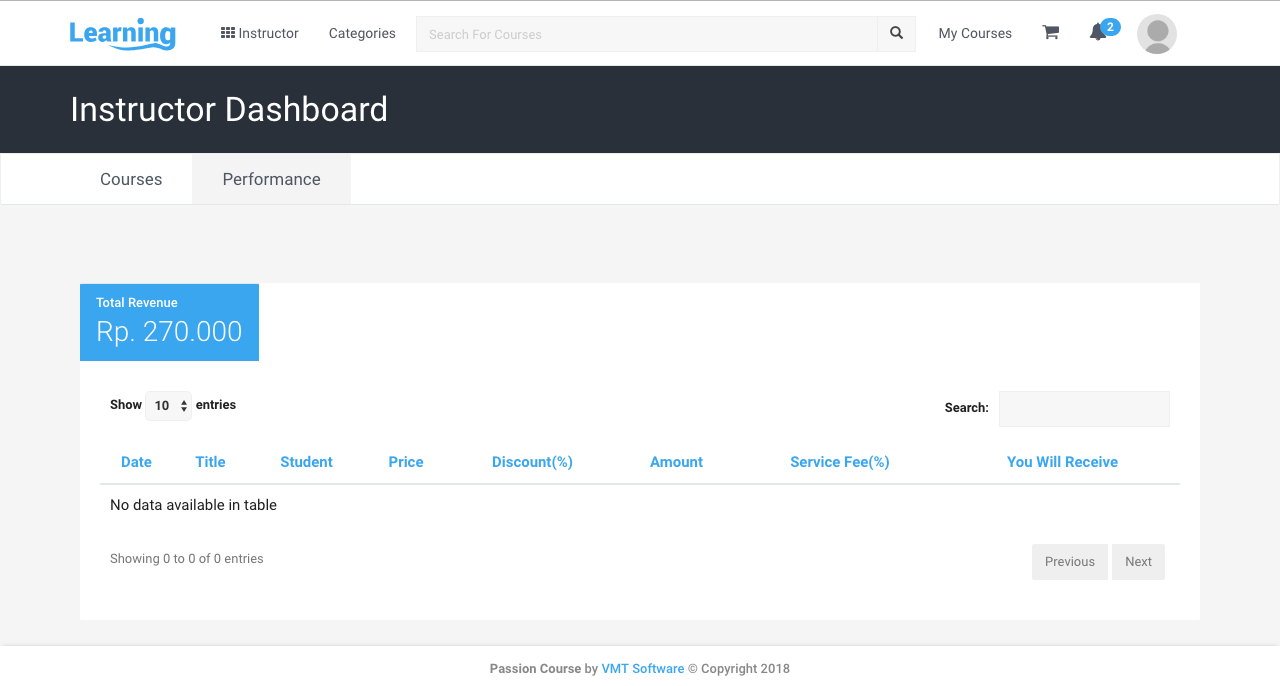 Learning
Instructor
Categories
Search For Courses
My Courses
2
Instructor Dashboard
Courses
Performance
Total Revenue
Rp. 270.000
Show 10 entries
Search:
Date Title Student Price Discount(%) Amount Service Fee(%) You Will Receive
No data available in table
Showing 0 to 0 of 0 entries
Previous
Next
Passion Course by VMT Software © Copyright 2018